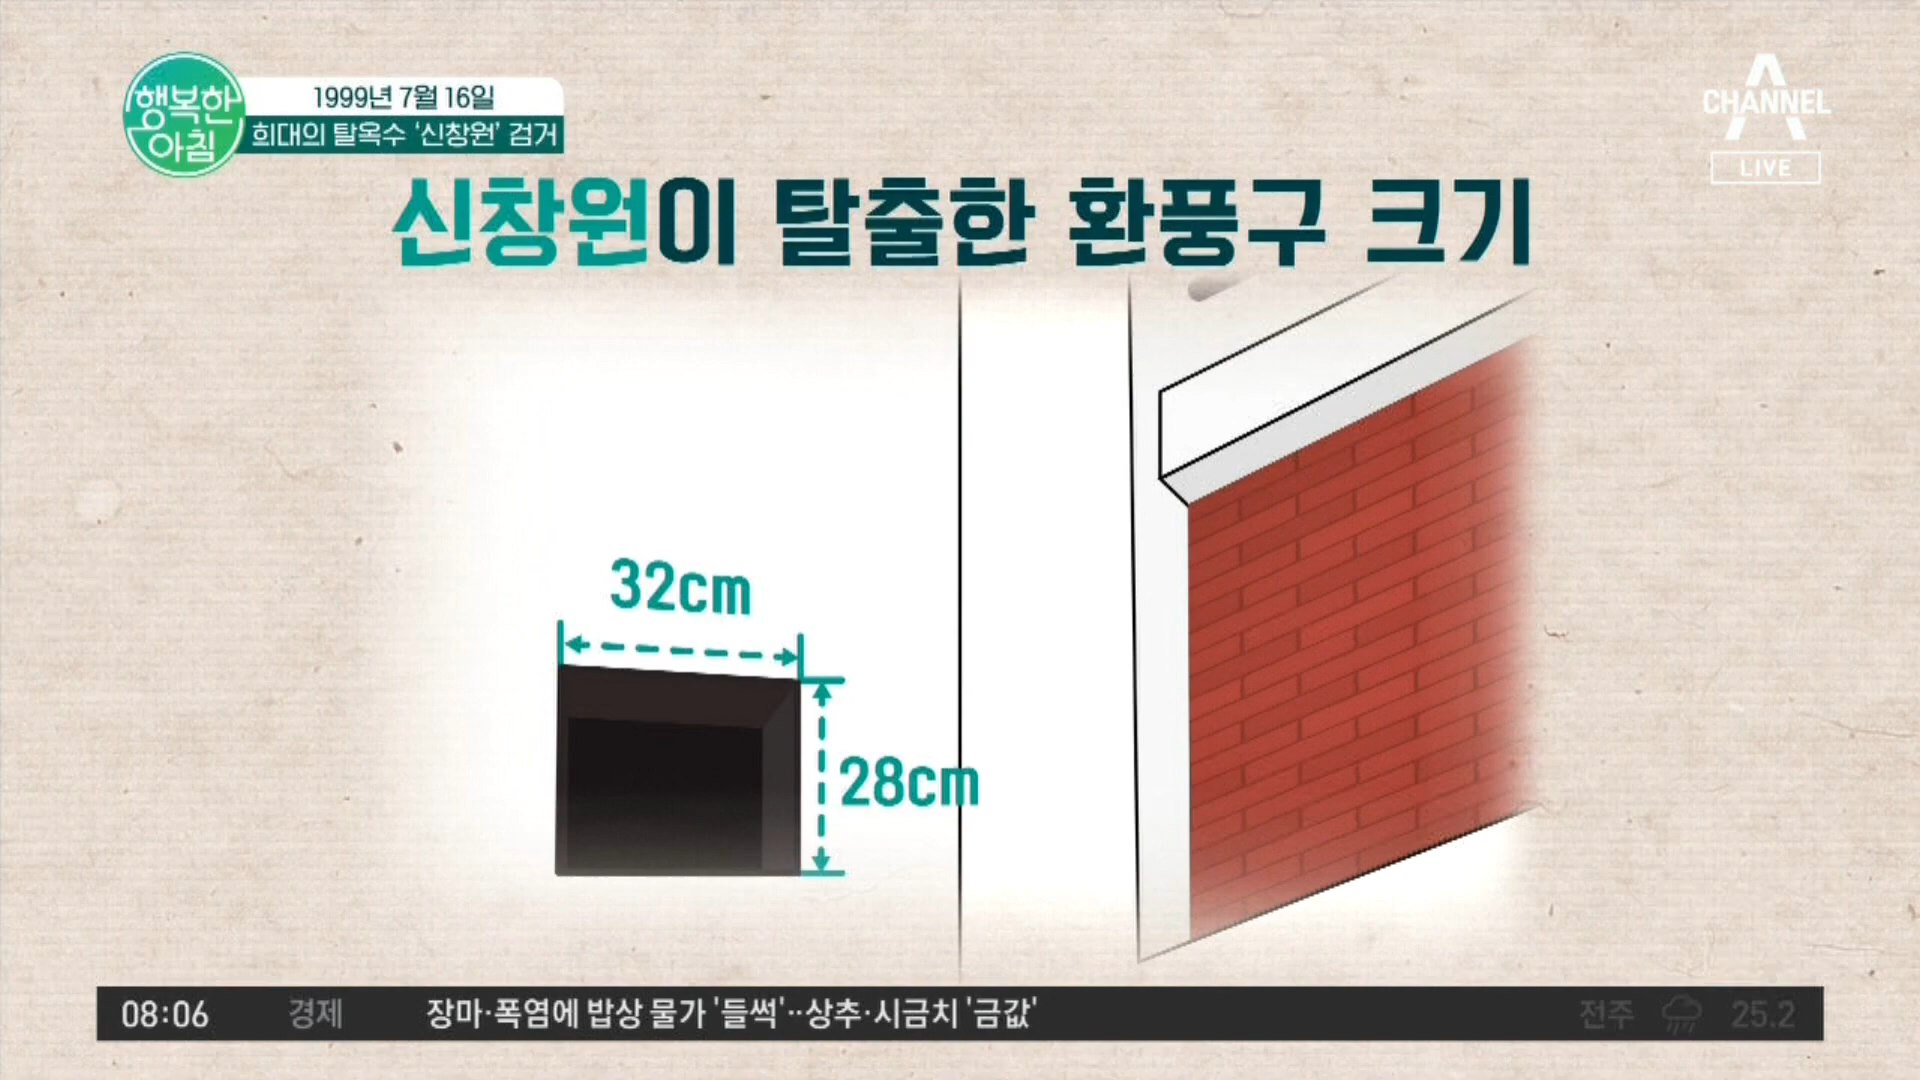 행복한
아침
1999년 7월 16일
희대의 탈옥수 '신창원' 검거
CHANNEL A
LIVE
신창원이 탈출한 환풍구 크기
32cm
28cm
08:06 경제 장마·폭염에 밥상 물가 '들썩'…상추·시금치 '금값' 전주 25.2